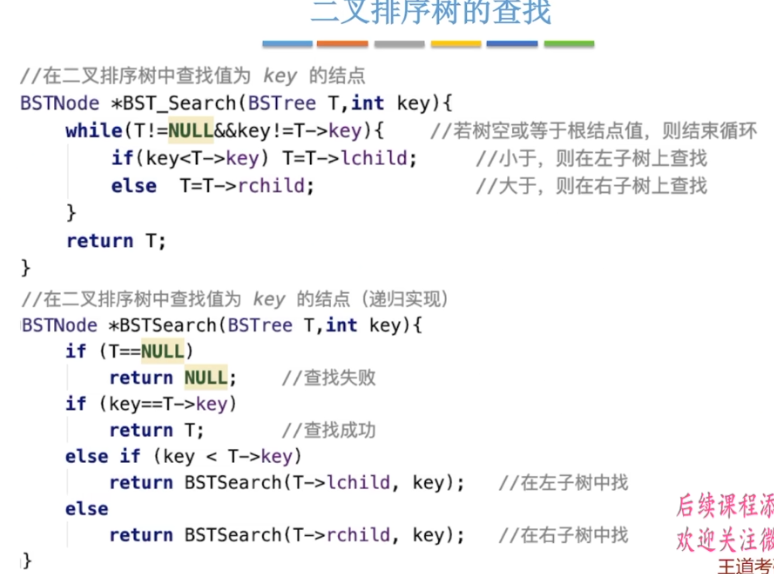 二叉排序树的查找
//在二叉排序树中查找值为 key 的结点
BSTNode *BST_Search(BSTree T,int key){
    while(T!=NULL&&key!=T->key){    //若树空或等于根结点值，则结束循环
        if(key<T->key) T=T->lchild;    //小于，则在左子树上查找
        else  T=T->rchild;    //大于，则在右子树上查找
    }
    return T;
}
//在二叉排序树中查找值为 key 的结点（递归实现）
BSTNode *BSTSearch(BSTree T,int key){
    if (T==NULL)
        return NULL;    //查找失败
    if (key==T->key)
        return T;    //查找成功
    else if (key < T->key)
        return BSTSearch(T->lchild, key);    //在左子树中找
    else
        return BSTSearch(T->rchild, key);    //在右子树中找
}
后续课程添
欢迎关注微
王道考